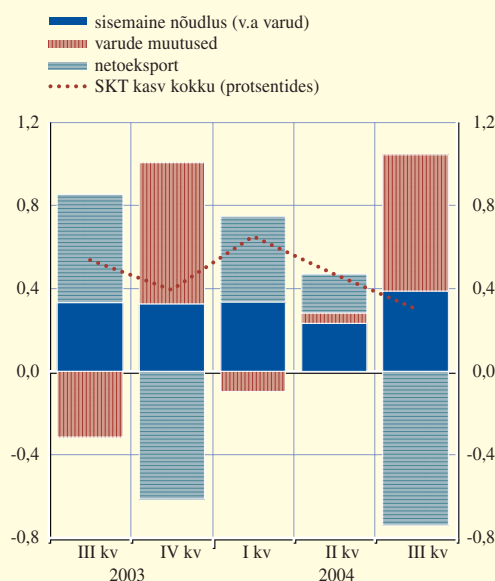 sisemaine nõudlus (v.a varud)
varude muutused
netoeksport
SKT kasv kokku (protsentides)
1,2 1,2
0,8 0,8
0,4 0,4
0,0 0,0
-0,4 -0,4
-0,8 -0,8
III kv IV kv I kv II kv III kv
2003 2004